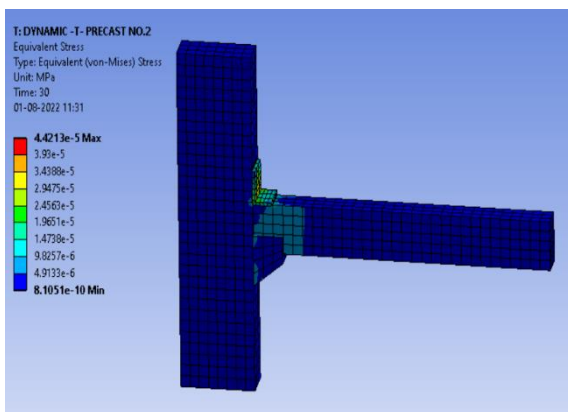 T: DYNAMIC -T- PRECAST NO.2
Equivalent Stress
Type: Equivalent (von-Mises) Stress
Unit: MPa
Time: 30
01-08-2022 11:31
4.4213e-5 Max
3.93e-5
3.4388e-5
2.9475e-5
2.4563e-5
1.9651e-5
1.4738e-5
9.8257e-6
4.9133e-6
8.1051e-10 Min